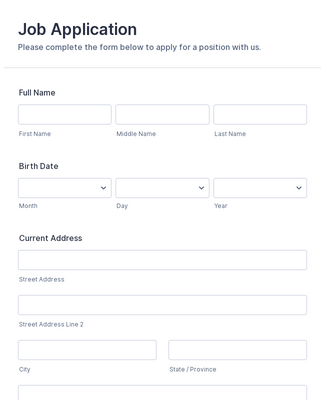 Job Application
Please complete the form below to apply for a position with us.
Full Name
First Name
Middle Name
Last Name
Birth Date
Month
Day
Year
Current Address
Street Address
Street Address Line 2
City
State / Province